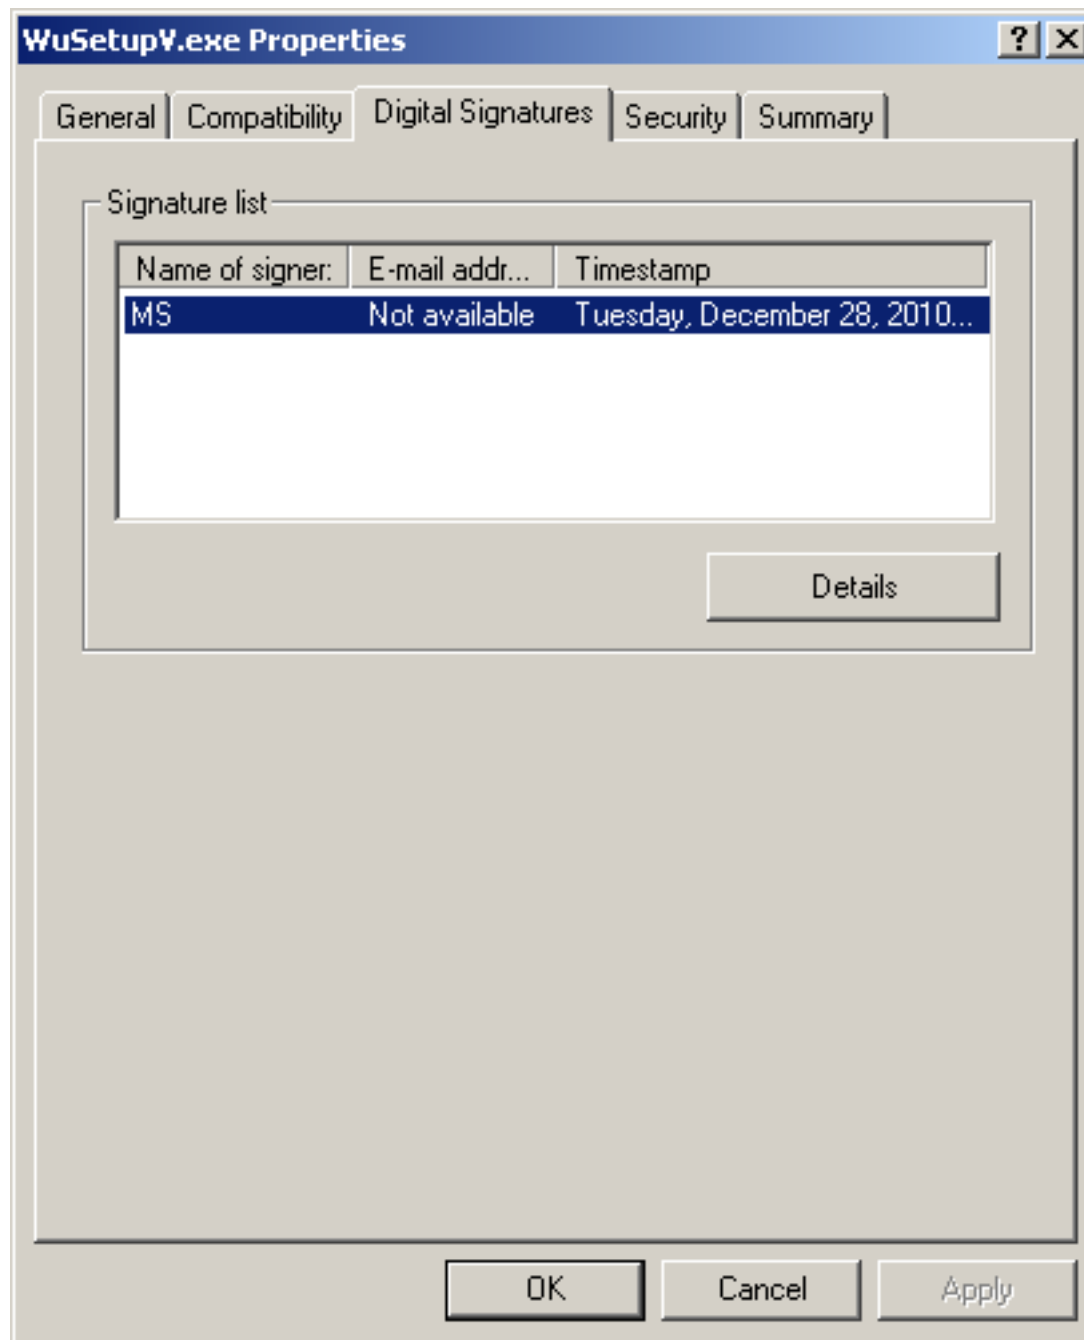 WuSetupV.exe Properties
General Compatibility Digital Signatures Security Summary
Signature list
Name of signer: E-mail addr... Timestamp
MS Not available Tuesday, December 28, 2010...
Details
OK Cancel Apply